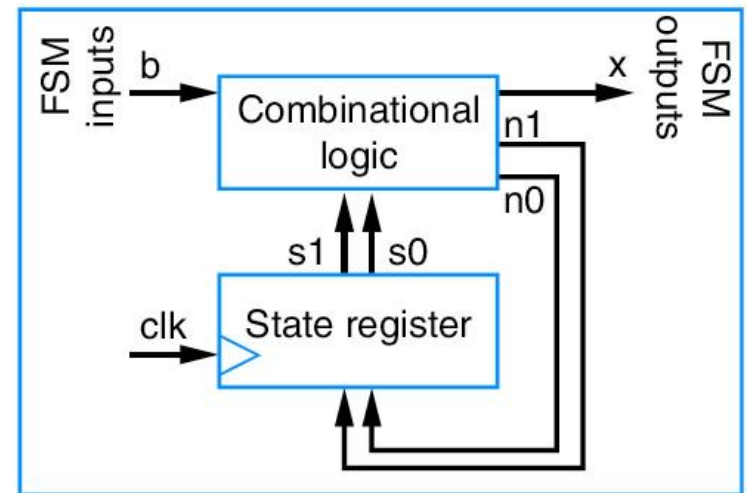 FSM
inputs
b
x
FSM
outputs
Combinational
logic
n1
n0
s1
s0
clk
State register